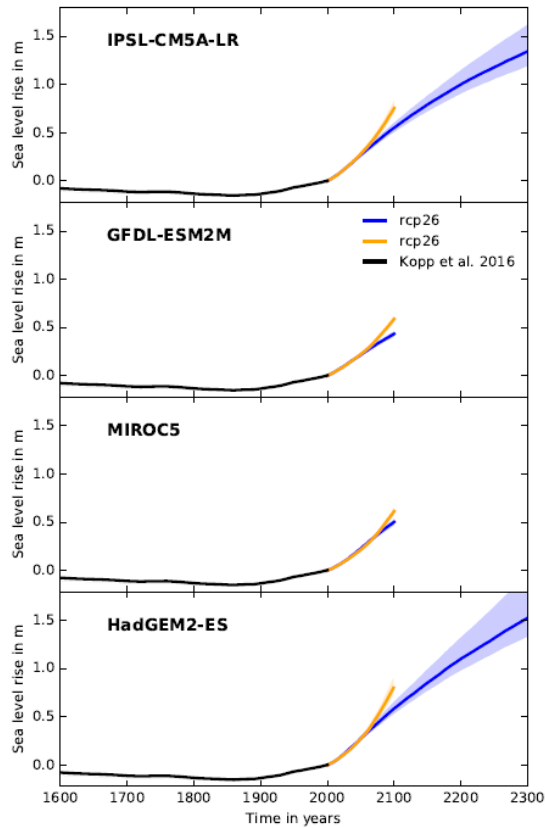 IPSL-CM5A-LR
Sea level rise in m
1.5
1.0
0.5
0.0
GFDL-ESM2M
rcp26
rcp26
Kopp et al. 2016
Sea level rise in m
1.5
1.0
0.5
0.0
MIROC5
Sea level rise in m
1.5
1.0
0.5
0.0
HadGEM2-ES
Sea level rise in m
1.5
1.0
0.5
0.0
1600 1700 1800 1900 2000 2100 2200 2300
Time in years